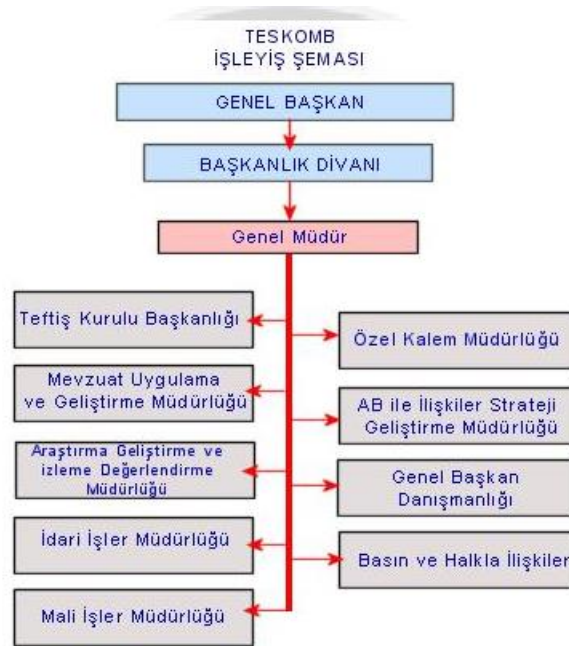 TESKOMB
İŞLEYİŞ ŞEMASI
GENEL BAŞKAN
BAŞKANLIK DİVANI
Genel Müdür
Teftiş Kurulu Başkanlığı
Özel Kalem Müdürlüğü
Mevzuat Uygulama
ve Geliştirme Müdürlüğü
AB ile İlişkiler Strateji
Geliştirme Müdürlüğü
Araştırma Geliştirme ve
izleme Değerlendirme
Müdürlüğü
Genel Başkan
Danışmanlığı
İdari İşler Müdürlüğü
Basın ve Halkla İlişkiler
Mali İşler Müdürlüğü